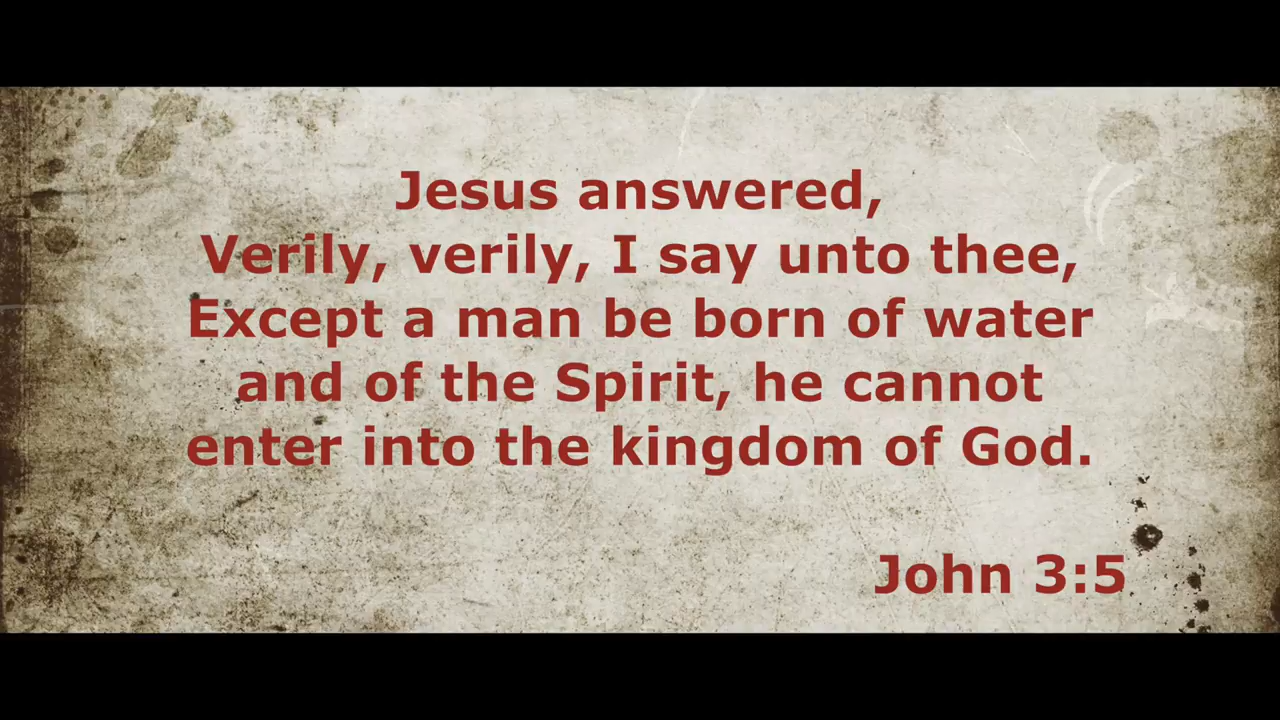 Jesus answered,
Verily, verily, I say unto thee,
Except a man be born of water
and of the Spirit, he cannot
enter into the kingdom of God.
John 3:5